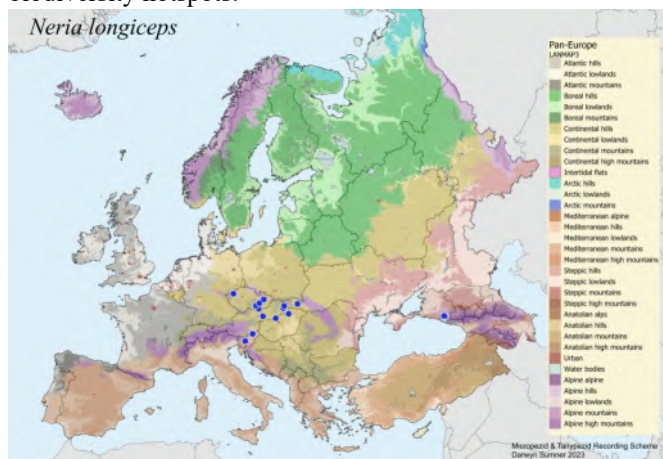 biodiversity hotspots.
Neria longiceps
Pan-Europe
LANMAP3
Atlantic hills
Atlantic lowlands
Atlantic mountains
Boreal hills
Boreal lowlands
Boreal mountains
Continental hills
Continental lowlands
Continental mountains
Continental high mountains
Intertidal flats
Arctic hills
Arctic lowlands
Arctic mountains
Mediterranean alpine
Mediterranean hills
Mediterranean lowlands
Mediterranean mountains
Mediterranean high mountains
Steppic hills
Steppic lowlands
Steppic mountains
Steppic high mountains
Anatolian alps
Anatolian hills
Anatolian mountains
Anatolian high mountains
Urban
Water bodies
Alpine alpine
Alpine hills
Alpine lowlands
Alpine mountains
Alpine high mountains
Micropezid & Tanypezid Recording Scheme
Darwyn Sumner 2023